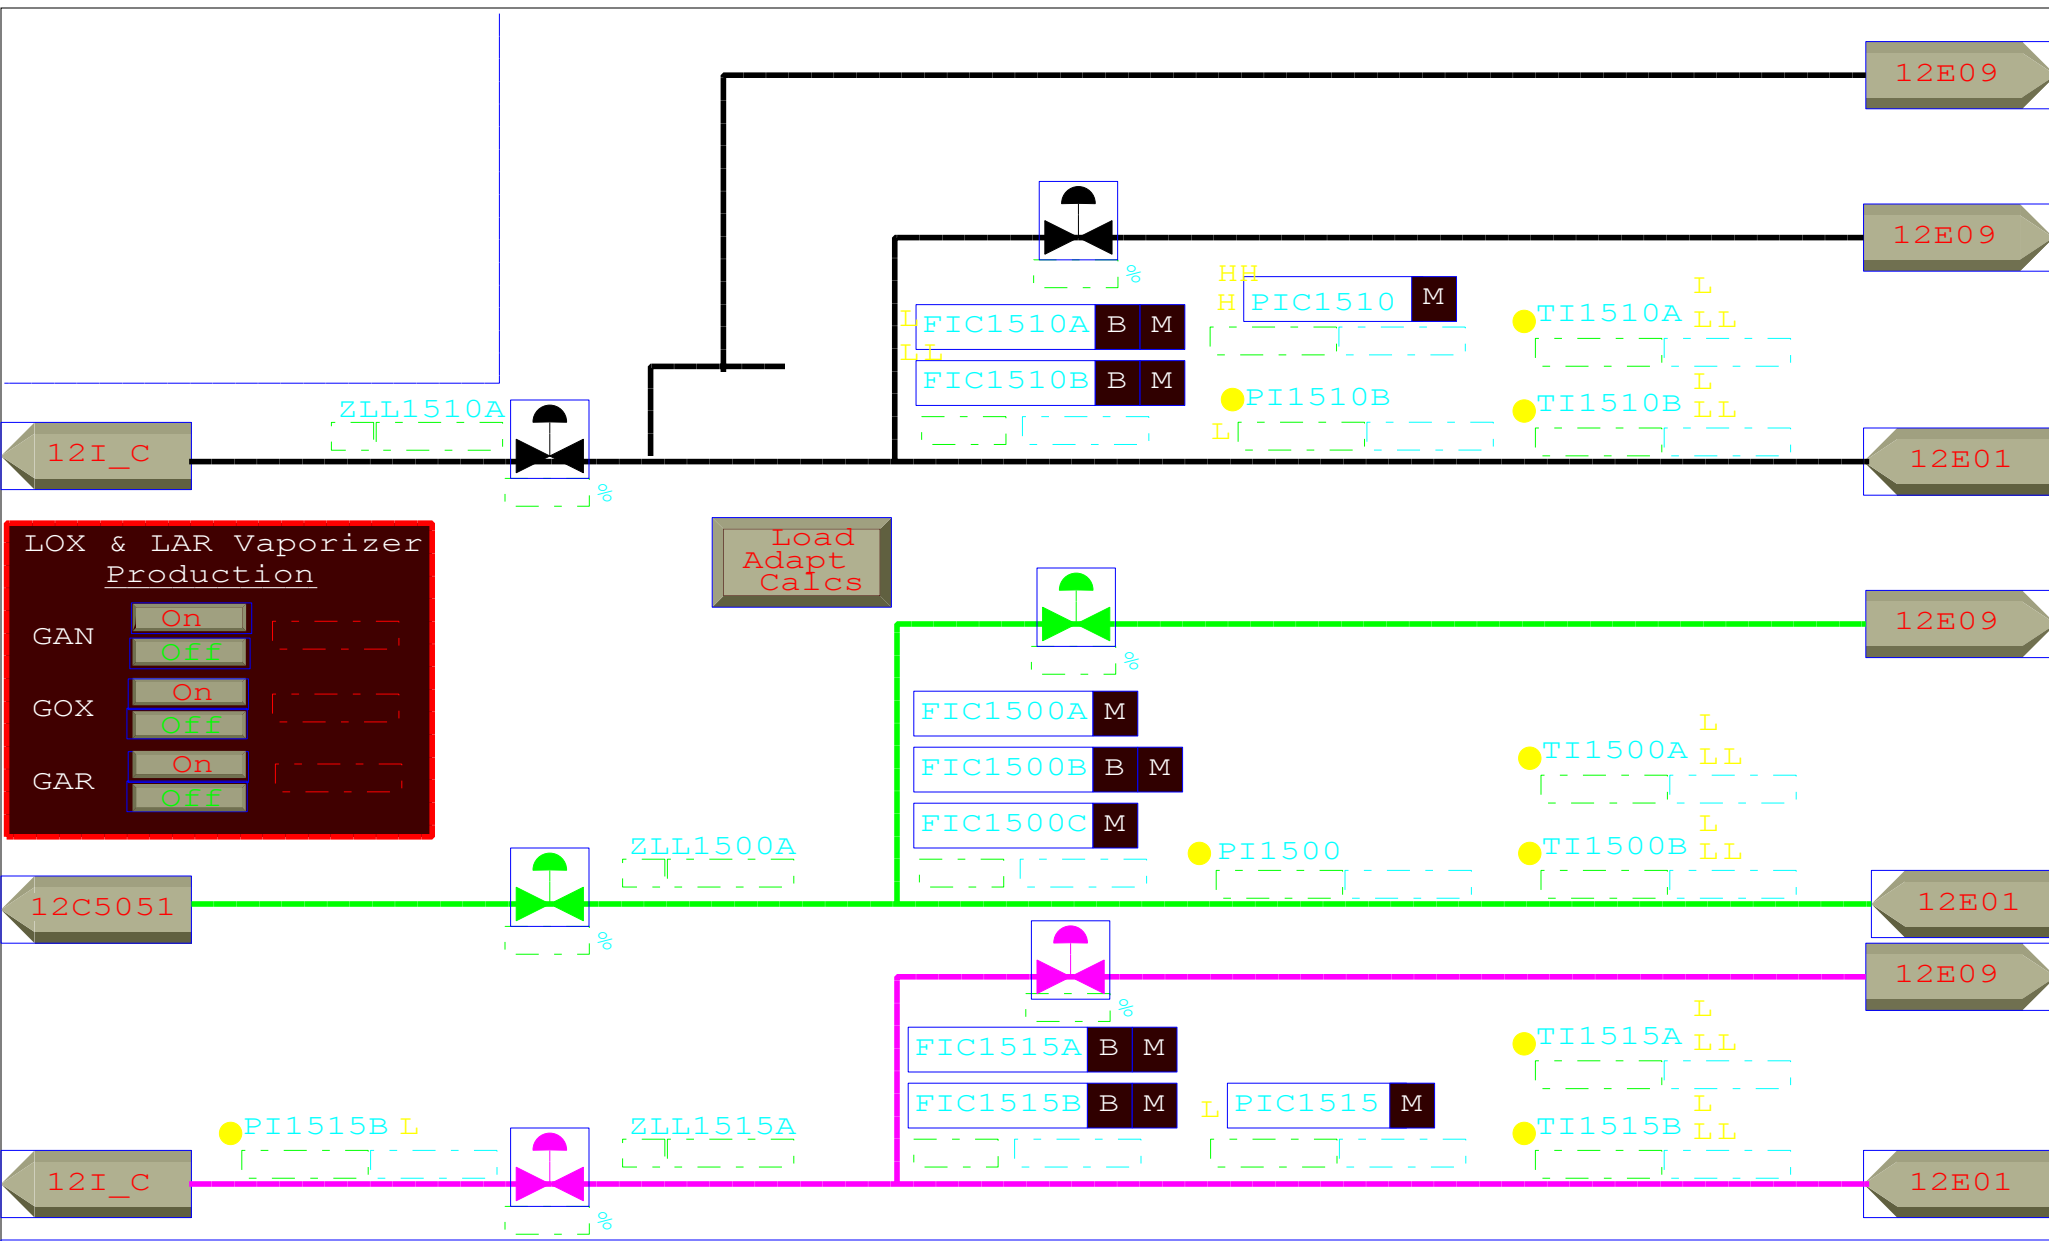 12E09
12E09
%
HH
H PIC1510 M
L
TI1510A LL
L FIC1510A B M
LL
FIC1510B B M
PI1510B
L
L
TI1510B LL
ZLL1510A
12I_C
12E01
%
LOX & LAR Vaporizer
Production
GAN On
Off
GOX On
Off
GAR On
Off
Load
Adapt
Calcs
12E09
%
FIC1500A M
FIC1500B B M
FIC1500C M
L
TI1500A LL
ZLL1500A
PI1500
L
TI1500B LL
12C5051
12E01
%
12E09
%
FIC1515A B M
FIC1515B B M
L PIC1515 M
L
TI1515A LL
L
TI1515B LL
PI1515B L
ZLL1515A
12I_C
12E01
%